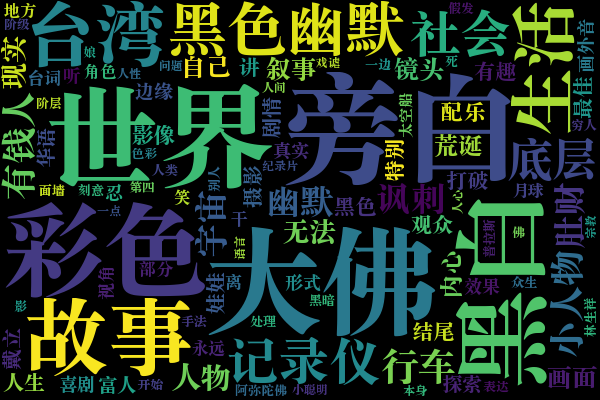 地方
阶级
台湾
黑色幽默
社会
假发
生活
娘
问题
戏谑
一边
死
画外音
最佳
现实
台词
听
角色
人性
自己
讲
叙事
镜头
有趣
人间
太空船
有钱人
阶层
华语
边缘
影像
色彩
世界
剧情
真实
纪录片
旁白
配乐
荒诞
特别
穷人
底层
面墙
刻意
忍
第四
人类
笑
别人
摄影
幽默
黑色
讽刺
打破
月球
人心
肚财
宗教
彩色
一点
宇宙
干
无法
观众
普拉斯
黑白
佛
视角
部分
语言
大佛
内心
效果
众生
小人物
娃娃
离
形式
黑暗
影
故事
手法
处理
结尾
林生祥
戴立
永远
记录仪
行车
探索
表达
画面
人生
喜剧
富人
开始
人物
阿弥陀佛
小聪明
本身